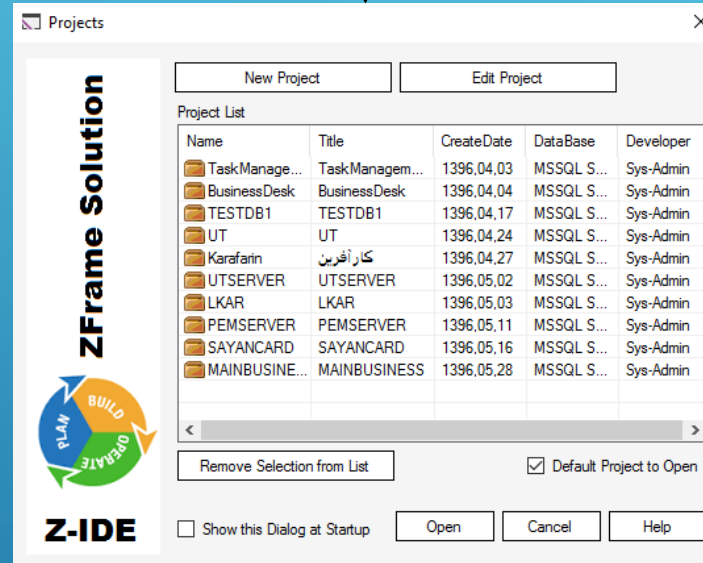 Projects
ZFrame Solution
PLAN
BUILD
OPERATE
Z-IDE
New Project
Edit Project
Project List
Name Title CreateDate DataBase Developer
TaskManage... TaskManagem... 1396,04,03 MSSQL S... Sys-Admin
BusinessDesk BusinessDesk 1396,04,04 MSSQL S... Sys-Admin
TESTDB1 TESTDB1 1396,04,17 MSSQL S... Sys-Admin
UT UT 1396,04,24 MSSQL S... Sys-Admin
Karafarin کارآفرین 1396,04,27 MSSQL S... Sys-Admin
UTSERVER UTSERVER 1396,05,02 MSSQL S... Sys-Admin
LKAR LKAR 1396,05,03 MSSQL S... Sys-Admin
PEMSERVER PEMSERVER 1396,05,11 MSSQL S... Sys-Admin
SAYANCARD SAYANCARD 1396,05,16 MSSQL S... Sys-Admin
MAINBUSINE... MAINBUSINESS 1396,05,28 MSSQL S... Sys-Admin
Remove Selection from List
Default Project to Open
Show this Dialog at Startup
Open
Cancel
Help